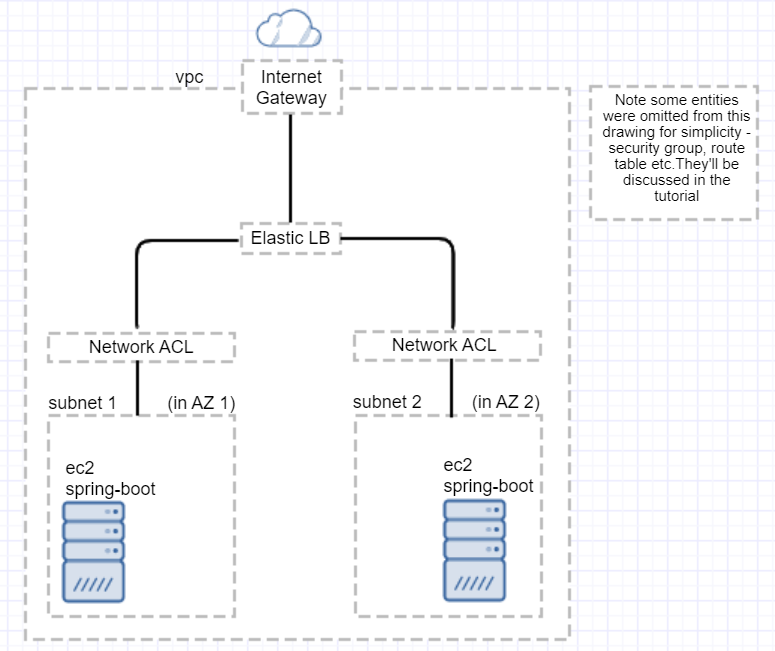 vpc
Internet
Gateway
Note some entities
were omitted from this
drawing for simplicity -
security group, route
table etc.They'll be
discussed in the
tutorial
Elastic LB
Network ACL
Network ACL
subnet 1
(in AZ 1)
subnet 2
(in AZ 2)
ec2
spring-boot
ec2
spring-boot